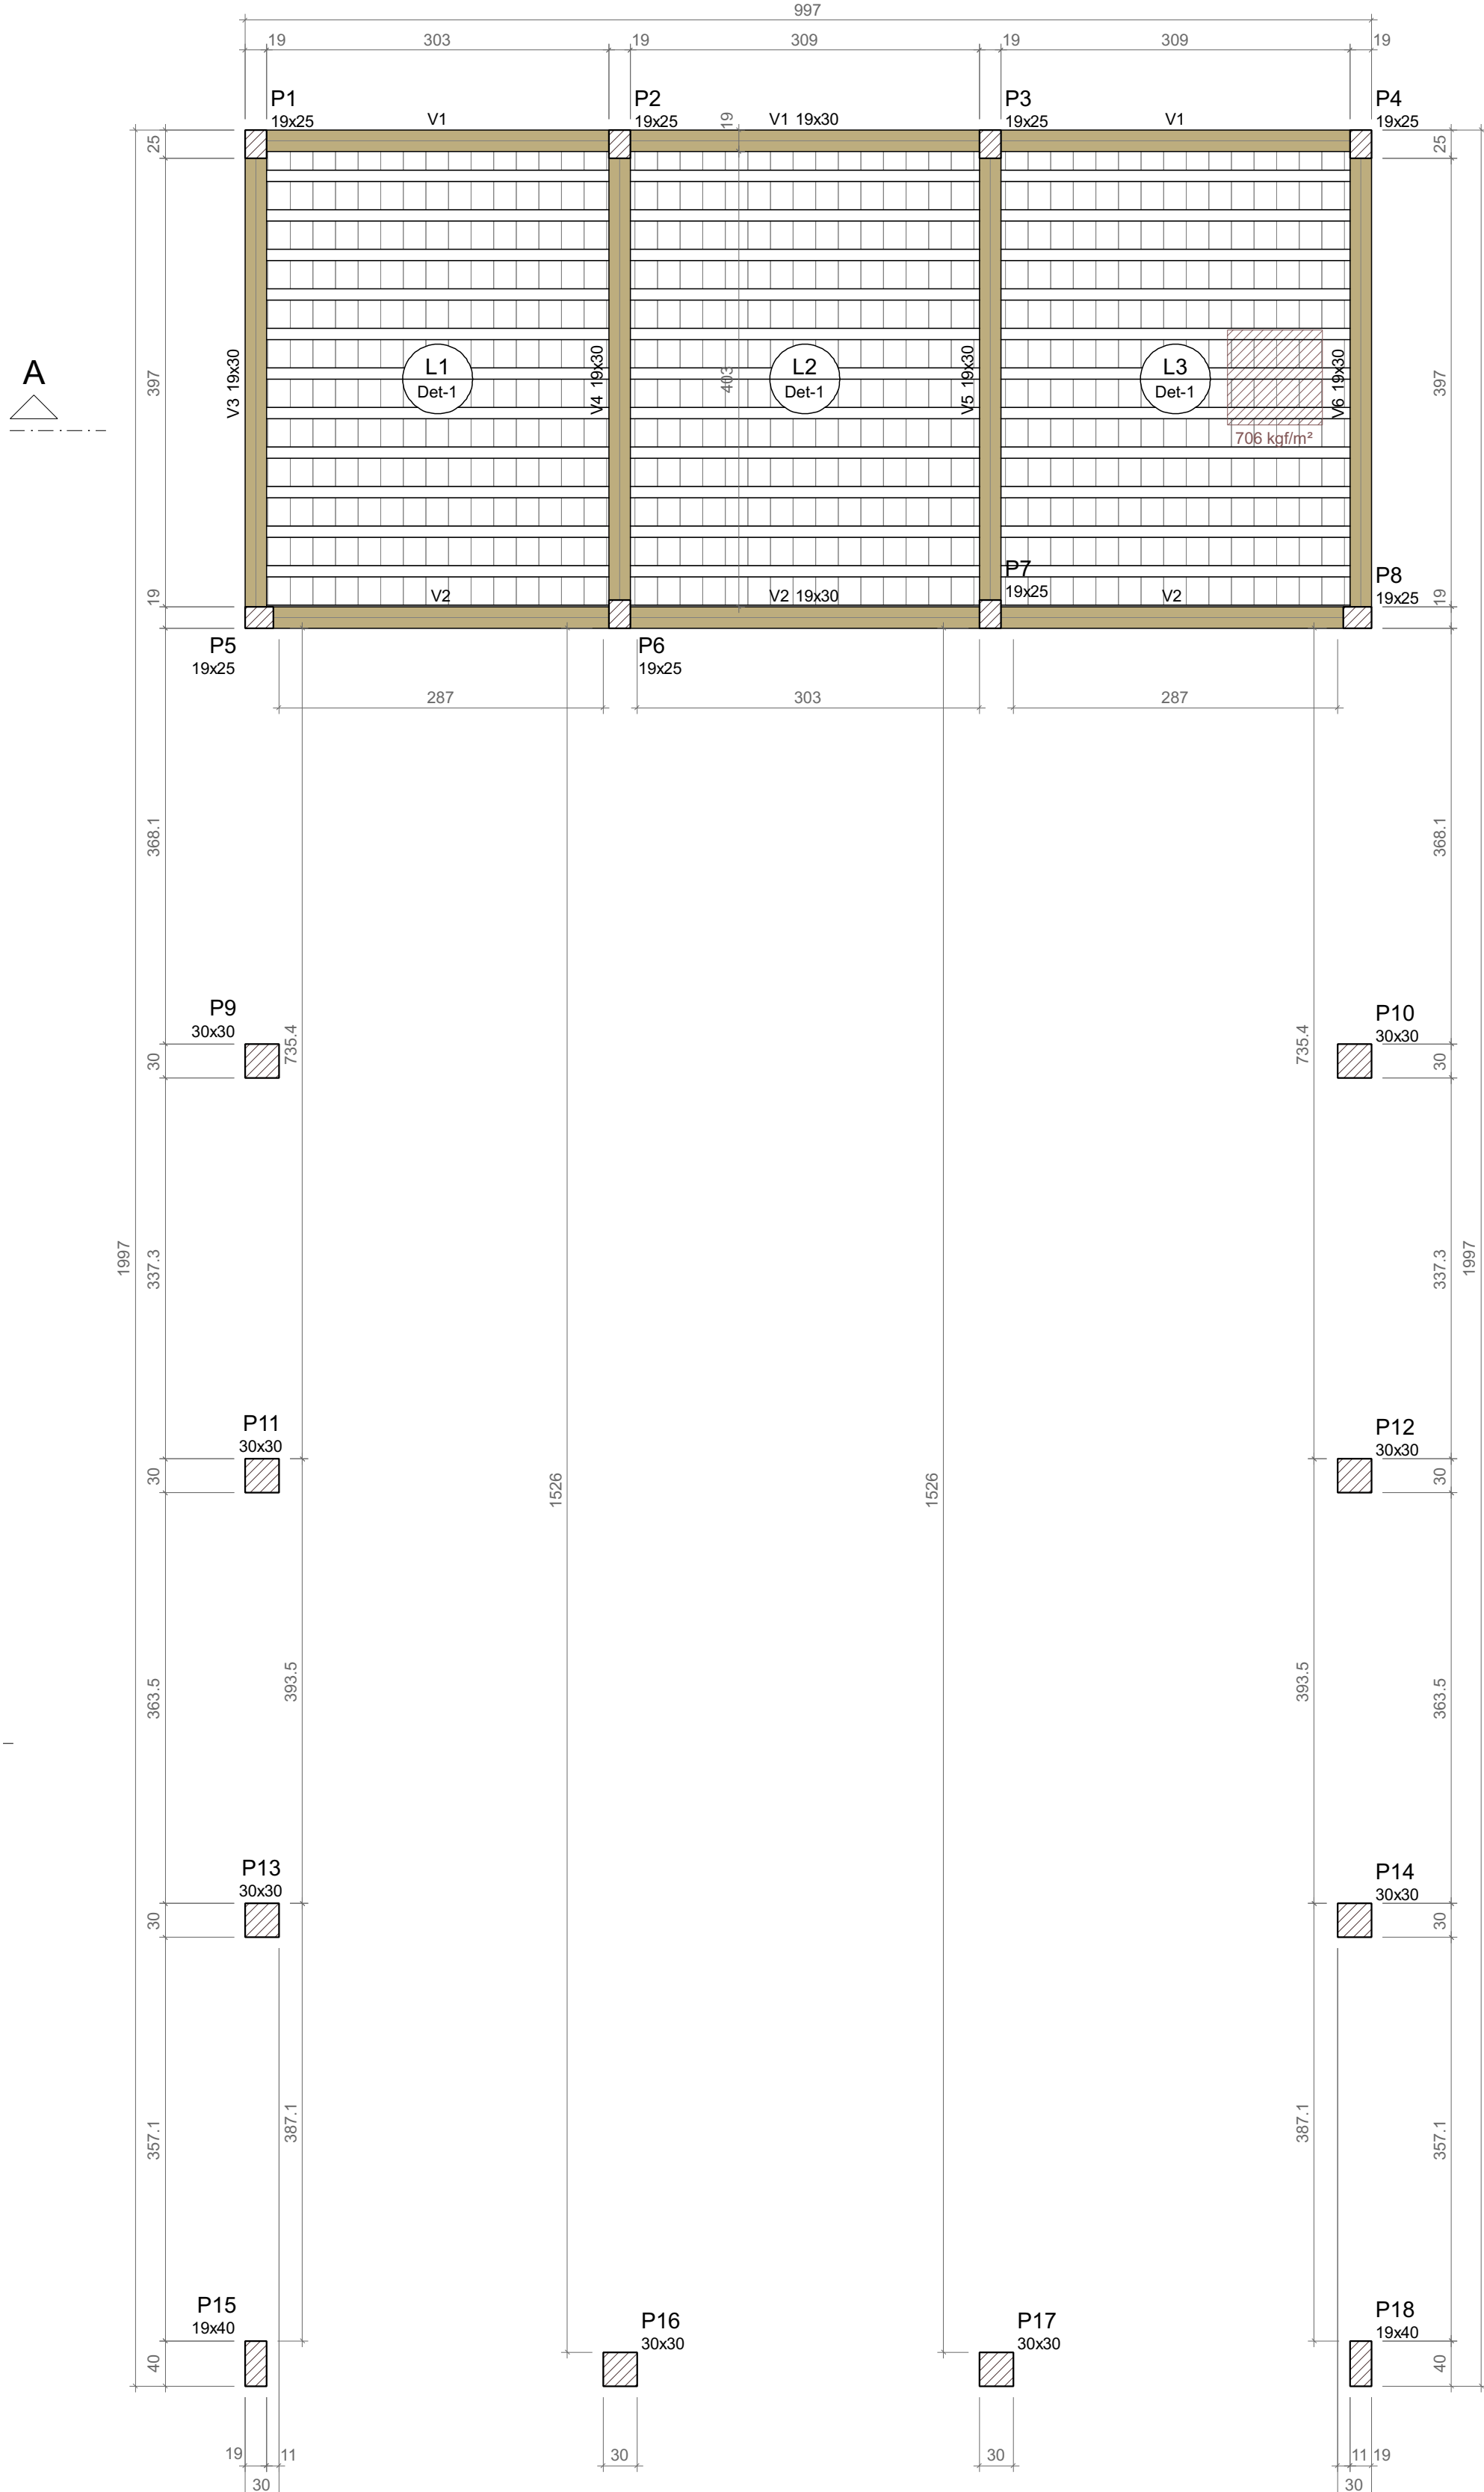 997
19 303 19 309 19 309 19
P1 P2 P3 P4
19x25 V1 19x25 V1 19x30 19x25 V1 19x25
19
25 25
A
397 397
V3 19x30
V4 19x30
V5 19x30
V6 19x30
L1
Det-1
403
L2
Det-1
L3
Det-1
706 kgf/m²
P7
19x25
P8
19x25
19 19
V2 V2 19x30 V2
P5
19x25
P6
19x25
287 303 287
368.1 368.1
P9
30x30
P10
30x30
30 30
735.4 735.4
1997 1997
337.3 337.3
P11
30x30
P12
30x30
30 30
1526 1526
393.5 393.5
363.5 363.5
P13
30x30
P14
30x30
30 30
387.1 387.1
357.1 357.1
P15
19x40
P16
30x30
P17
30x30
P18
19x40
40 40
19 11 30 30 11 19
30 30